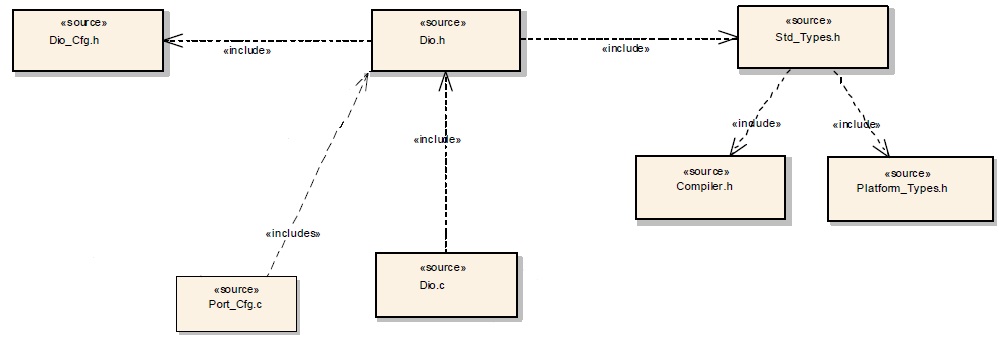 «source»
Dio_Cfg.h
«source»
Dio.h
«source»
Std_Types.h
«include»
«include»
«include»
«include»
«include»
«source»
Compiler.h
«source»
Platform_Types.h
«includes»
«source»
Port_Cfg.c
«source»
Dio.c